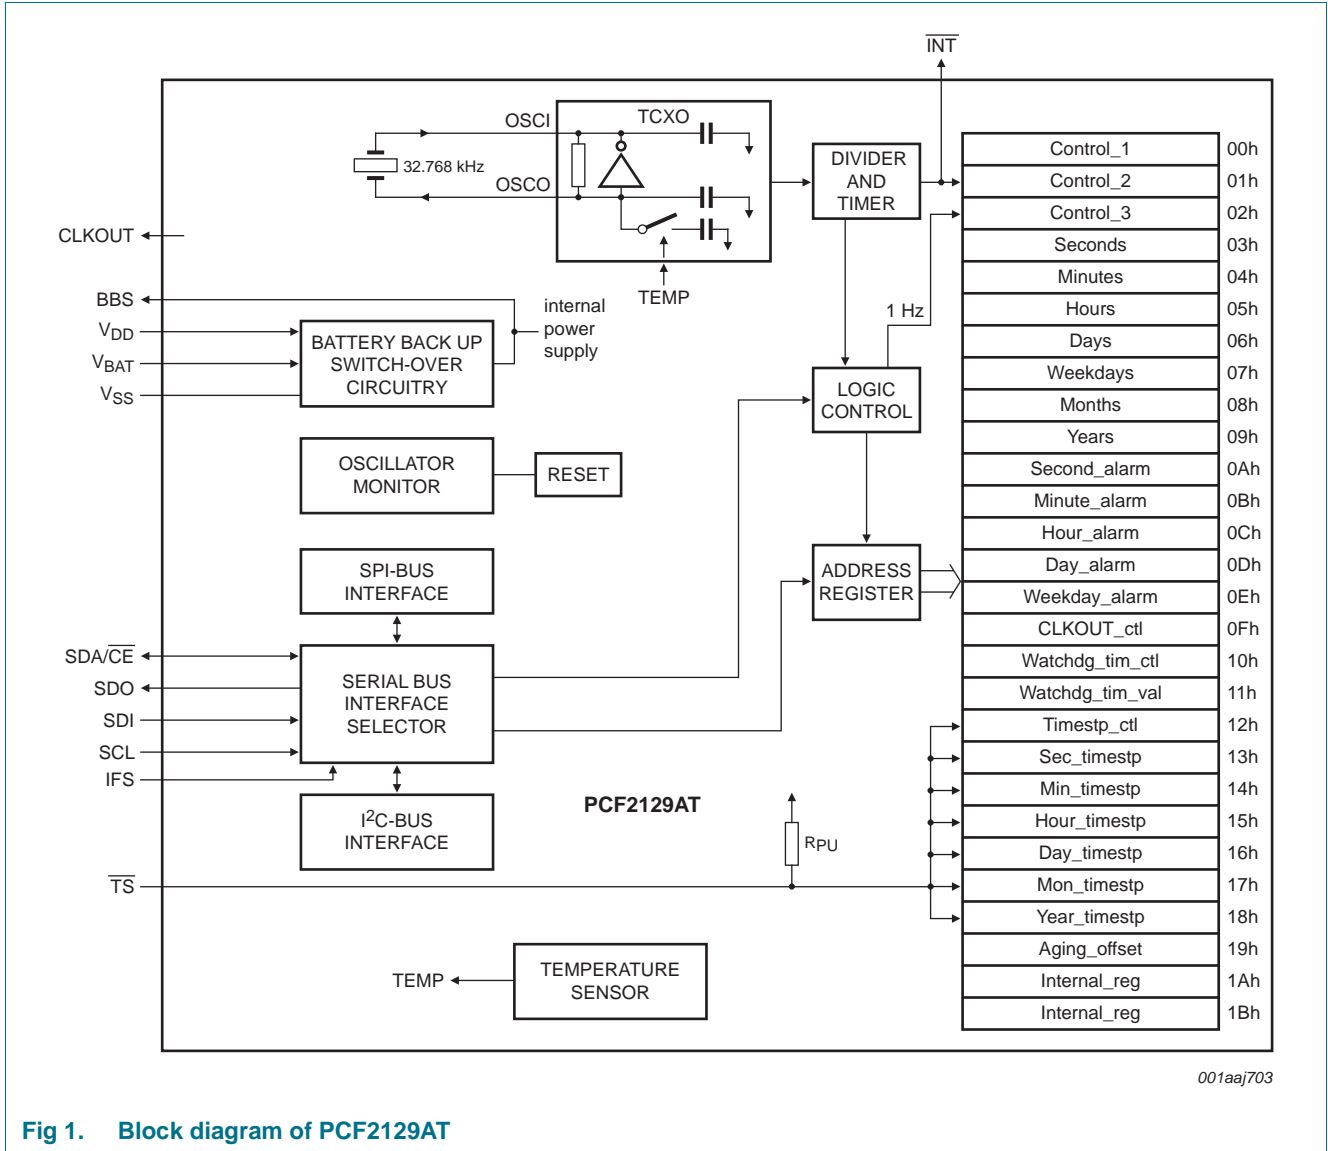 INT
OSCI
TCXO
32.768 kHz
OSCO
TEMP
DIVIDER
AND
TIMER
CLKOUT
BBS
VDD
VBAT
VSS
BATTERY BACK UP
SWITCH-OVER
CIRCUITRY
internal
power
supply
1 Hz
LOGIC
CONTROL
OSCILLATOR
MONITOR
RESET
SPI-BUS
INTERFACE
ADDRESS
REGISTER
SDA/CE
SDO
SDI
SCL
IFS
SERIAL BUS
INTERFACE
SELECTOR
I2C-BUS
INTERFACE
PCF2129AT
RPU
TS
TEMP
TEMPERATURE
SENSOR
Control_1 00h
Control_2 01h
Control_3 02h
Seconds 03h
Minutes 04h
Hours 05h
Days 06h
Weekdays 07h
Months 08h
Years 09h
Second_alarm 0Ah
Minute_alarm 0Bh
Hour_alarm 0Ch
Day_alarm 0Dh
Weekday_alarm 0Eh
CLKOUT_ctl 0Fh
Watchdg_tim_ctl 10h
Watchdg_tim_val 11h
Timestp_ctl 12h
Sec_timestp 13h
Min_timestp 14h
Hour_timestp 15h
Day_timestp 16h
Mon_timestp 17h
Year_timestp 18h
Aging_offset 19h
Internal_reg 1Ah
Internal_reg 1Bh
001aaj703
Fig 1. Block diagram of PCF2129AT